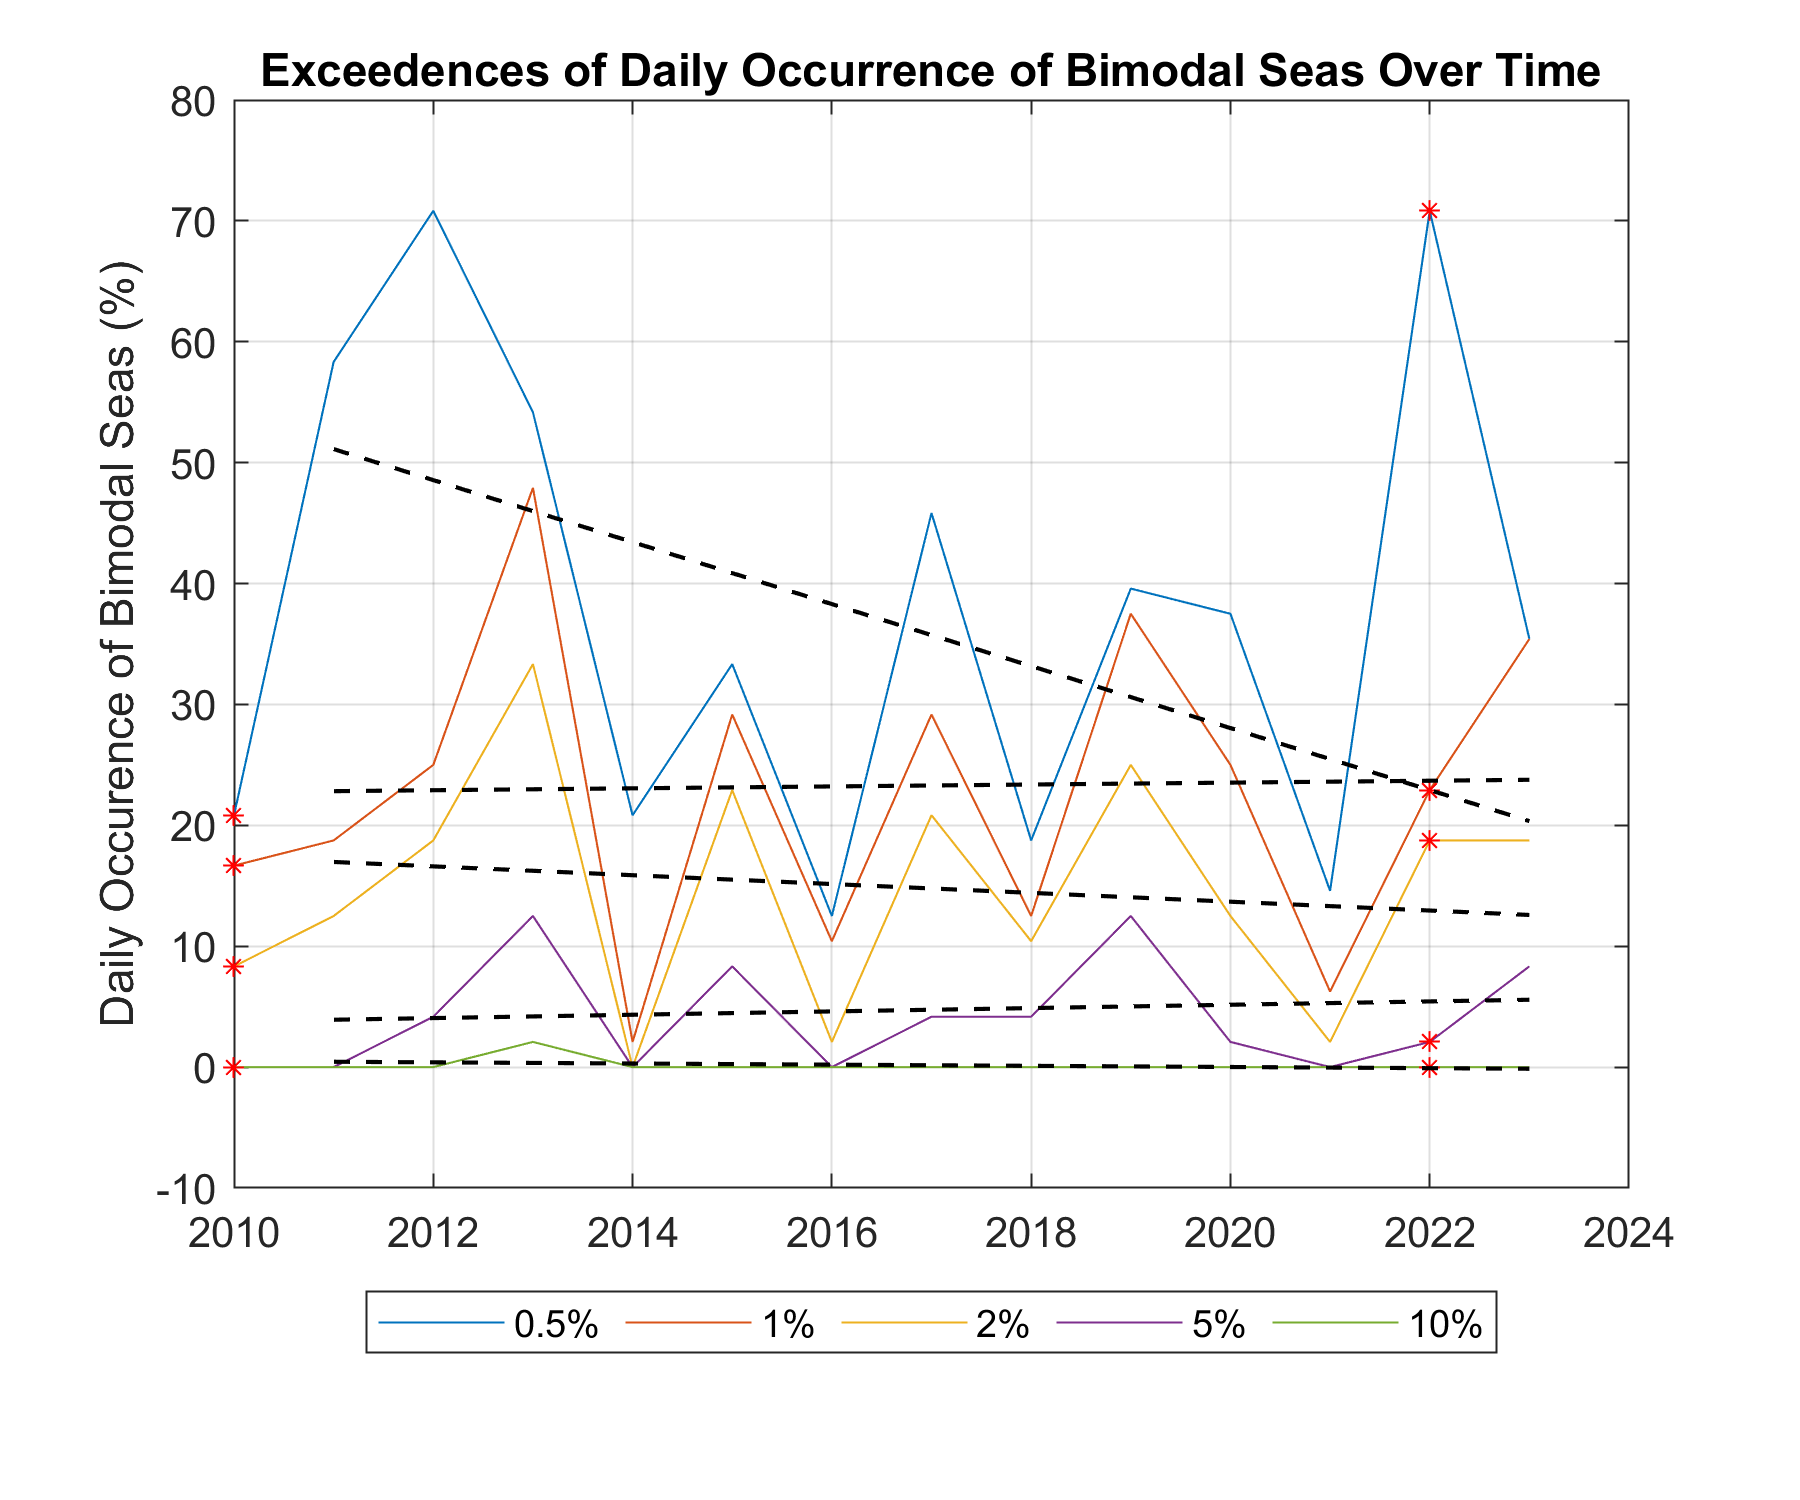 Exceedences of Daily Occurrence of Bimodal Seas Over Time
Daily Occurence of Bimodal Seas (%)
80
70
60
50
40
30
20
10
0
-10
2010 2012 2014 2016 2018 2020 2022 2024
0.5% 1% 2% 5% 10%